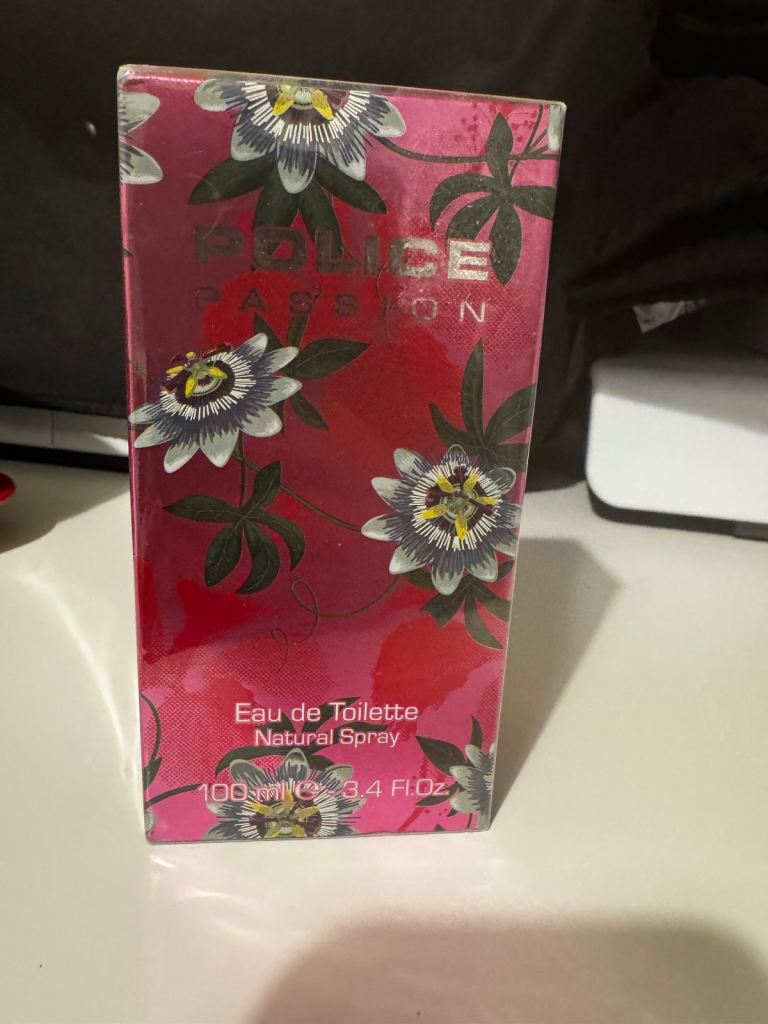 POLICE
PASSION
Eau de Toilette
Natural Spray
100 ml ℮ - 3.4 Fl.Oz.